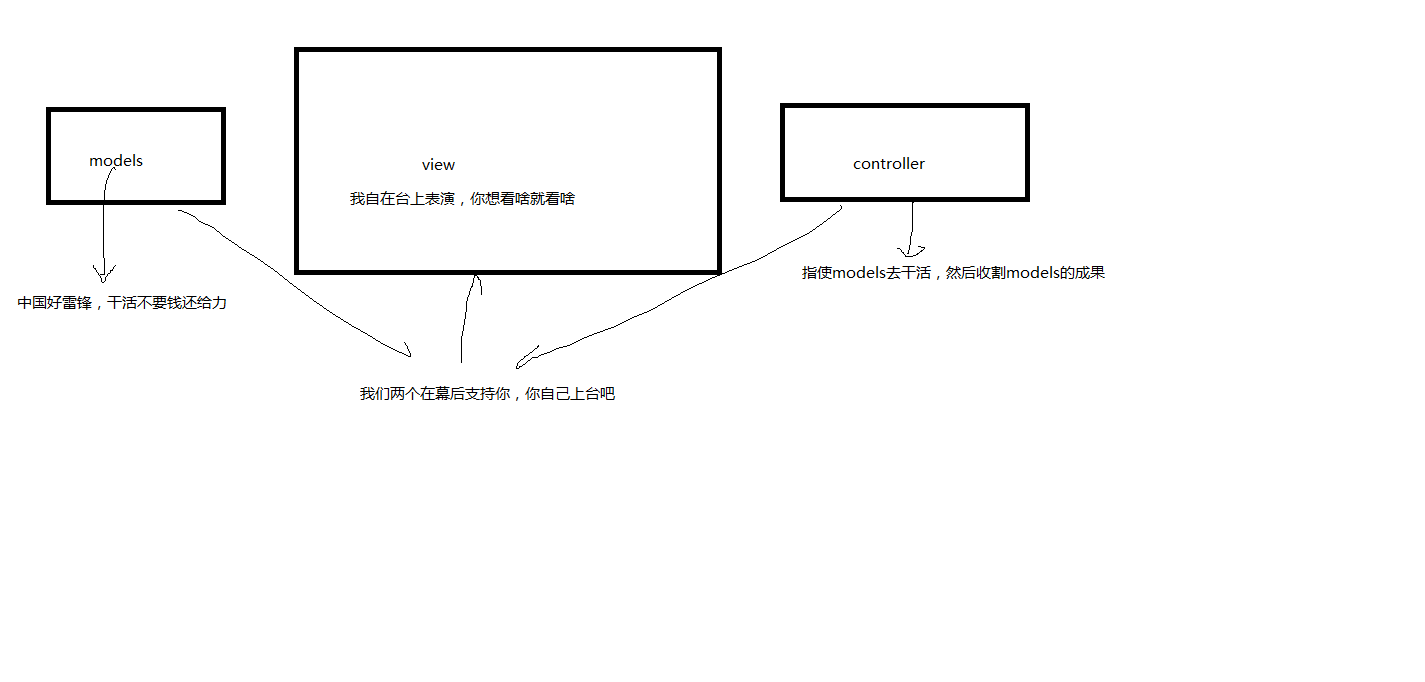 models
view
controller
我自在台上表演，你想看啥就看啥
指使models去干活，然后收割models的成果
中国好雷锋，干活不要钱还给力
我们两个在幕后支持你，你自己上台吧